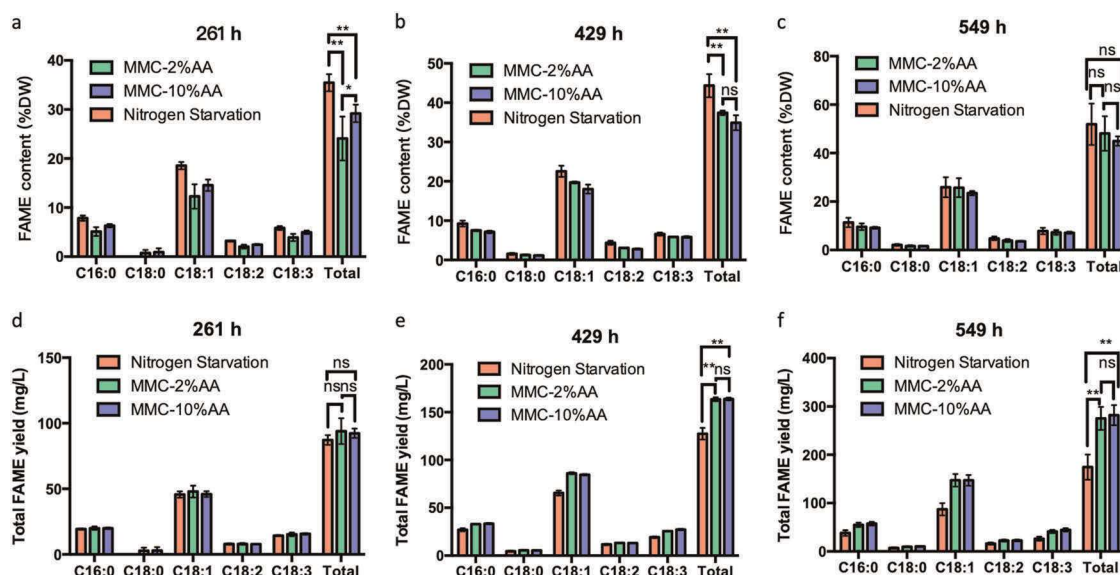 a
261 h
FAME content (%DW)
40
30
20
10
0
MMC-2%AA
MMC-10%AA
Nitrogen Starvation
**
**
*
C16:0 C18:0 C18:1 C18:2 C18:3 Total
b
429 h
FAME content (%DW)
50
40
30
20
10
0
MMC-2%AA
MMC-10%AA
Nitrogen Starvation
**
**
ns
C16:0 C18:0 C18:1 C18:2 C18:3 Total
c
549 h
FAME content (%DW)
80
60
40
20
0
MMC-2%AA
MMC-10%AA
Nitrogen Starvation
ns
ns
ns
C16:0 C18:0 C18:1 C18:2 C18:3 Total
d
261 h
Total FAME yield (mg/L)
150
100
50
0
Nitrogen Starvation
MMC-2%AA
MMC-10%AA
ns
ns ns
C16:0 C18:0 C18:1 C18:2 C18:3 Total
e
429 h
Total FAME yield (mg/L)
200
150
100
50
0
Nitrogen Starvation
MMC-2%AA
MMC-10%AA
**
** ns
C16:0 C18:0 C18:1 C18:2 C18:3 Total
f
549 h
Total FAME yield (mg/L)
400
300
200
100
0
Nitrogen Starvation
MMC-2%AA
MMC-10%AA
**
ns
**
C16:0 C18:0 C18:1 C18:2 C18:3 Total